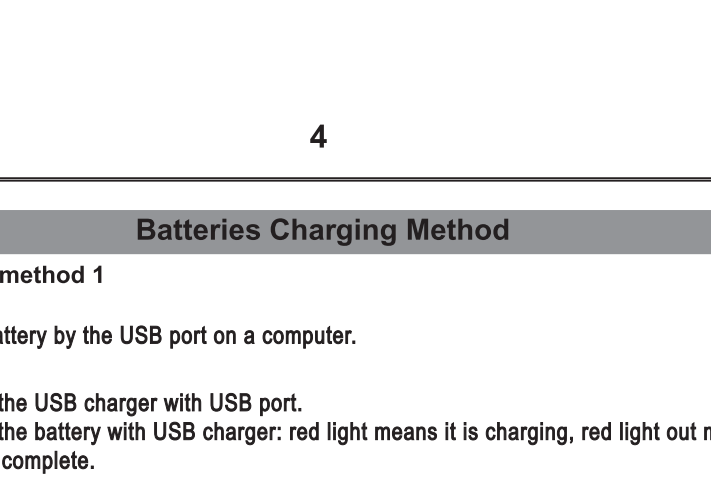 4
Batteries Charging Method
method 1
by the USB port on a computer.
the USB charger with USB port.
the battery with USB charger: red light means it is charging, red light out
complete.